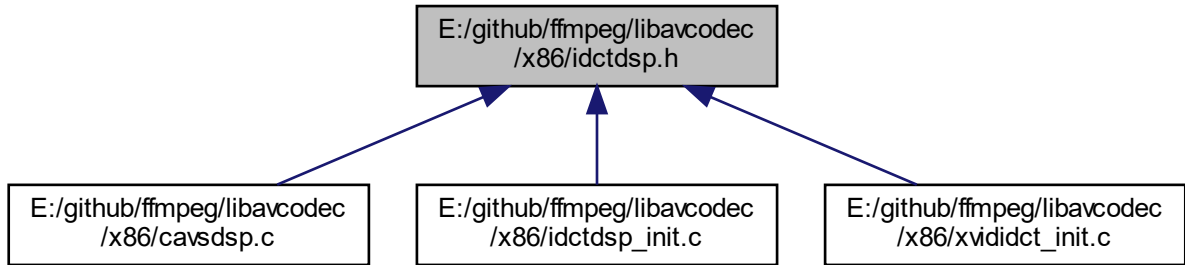 E:/github/ffmpeg/libavcodec
/x86/idctdsp.h
E:/github/ffmpeg/libavcodec
/x86/cavsdsp.c
E:/github/ffmpeg/libavcodec
/x86/idctdsp_init.c
E:/github/ffmpeg/libavcodec
/x86/xvididct_init.c